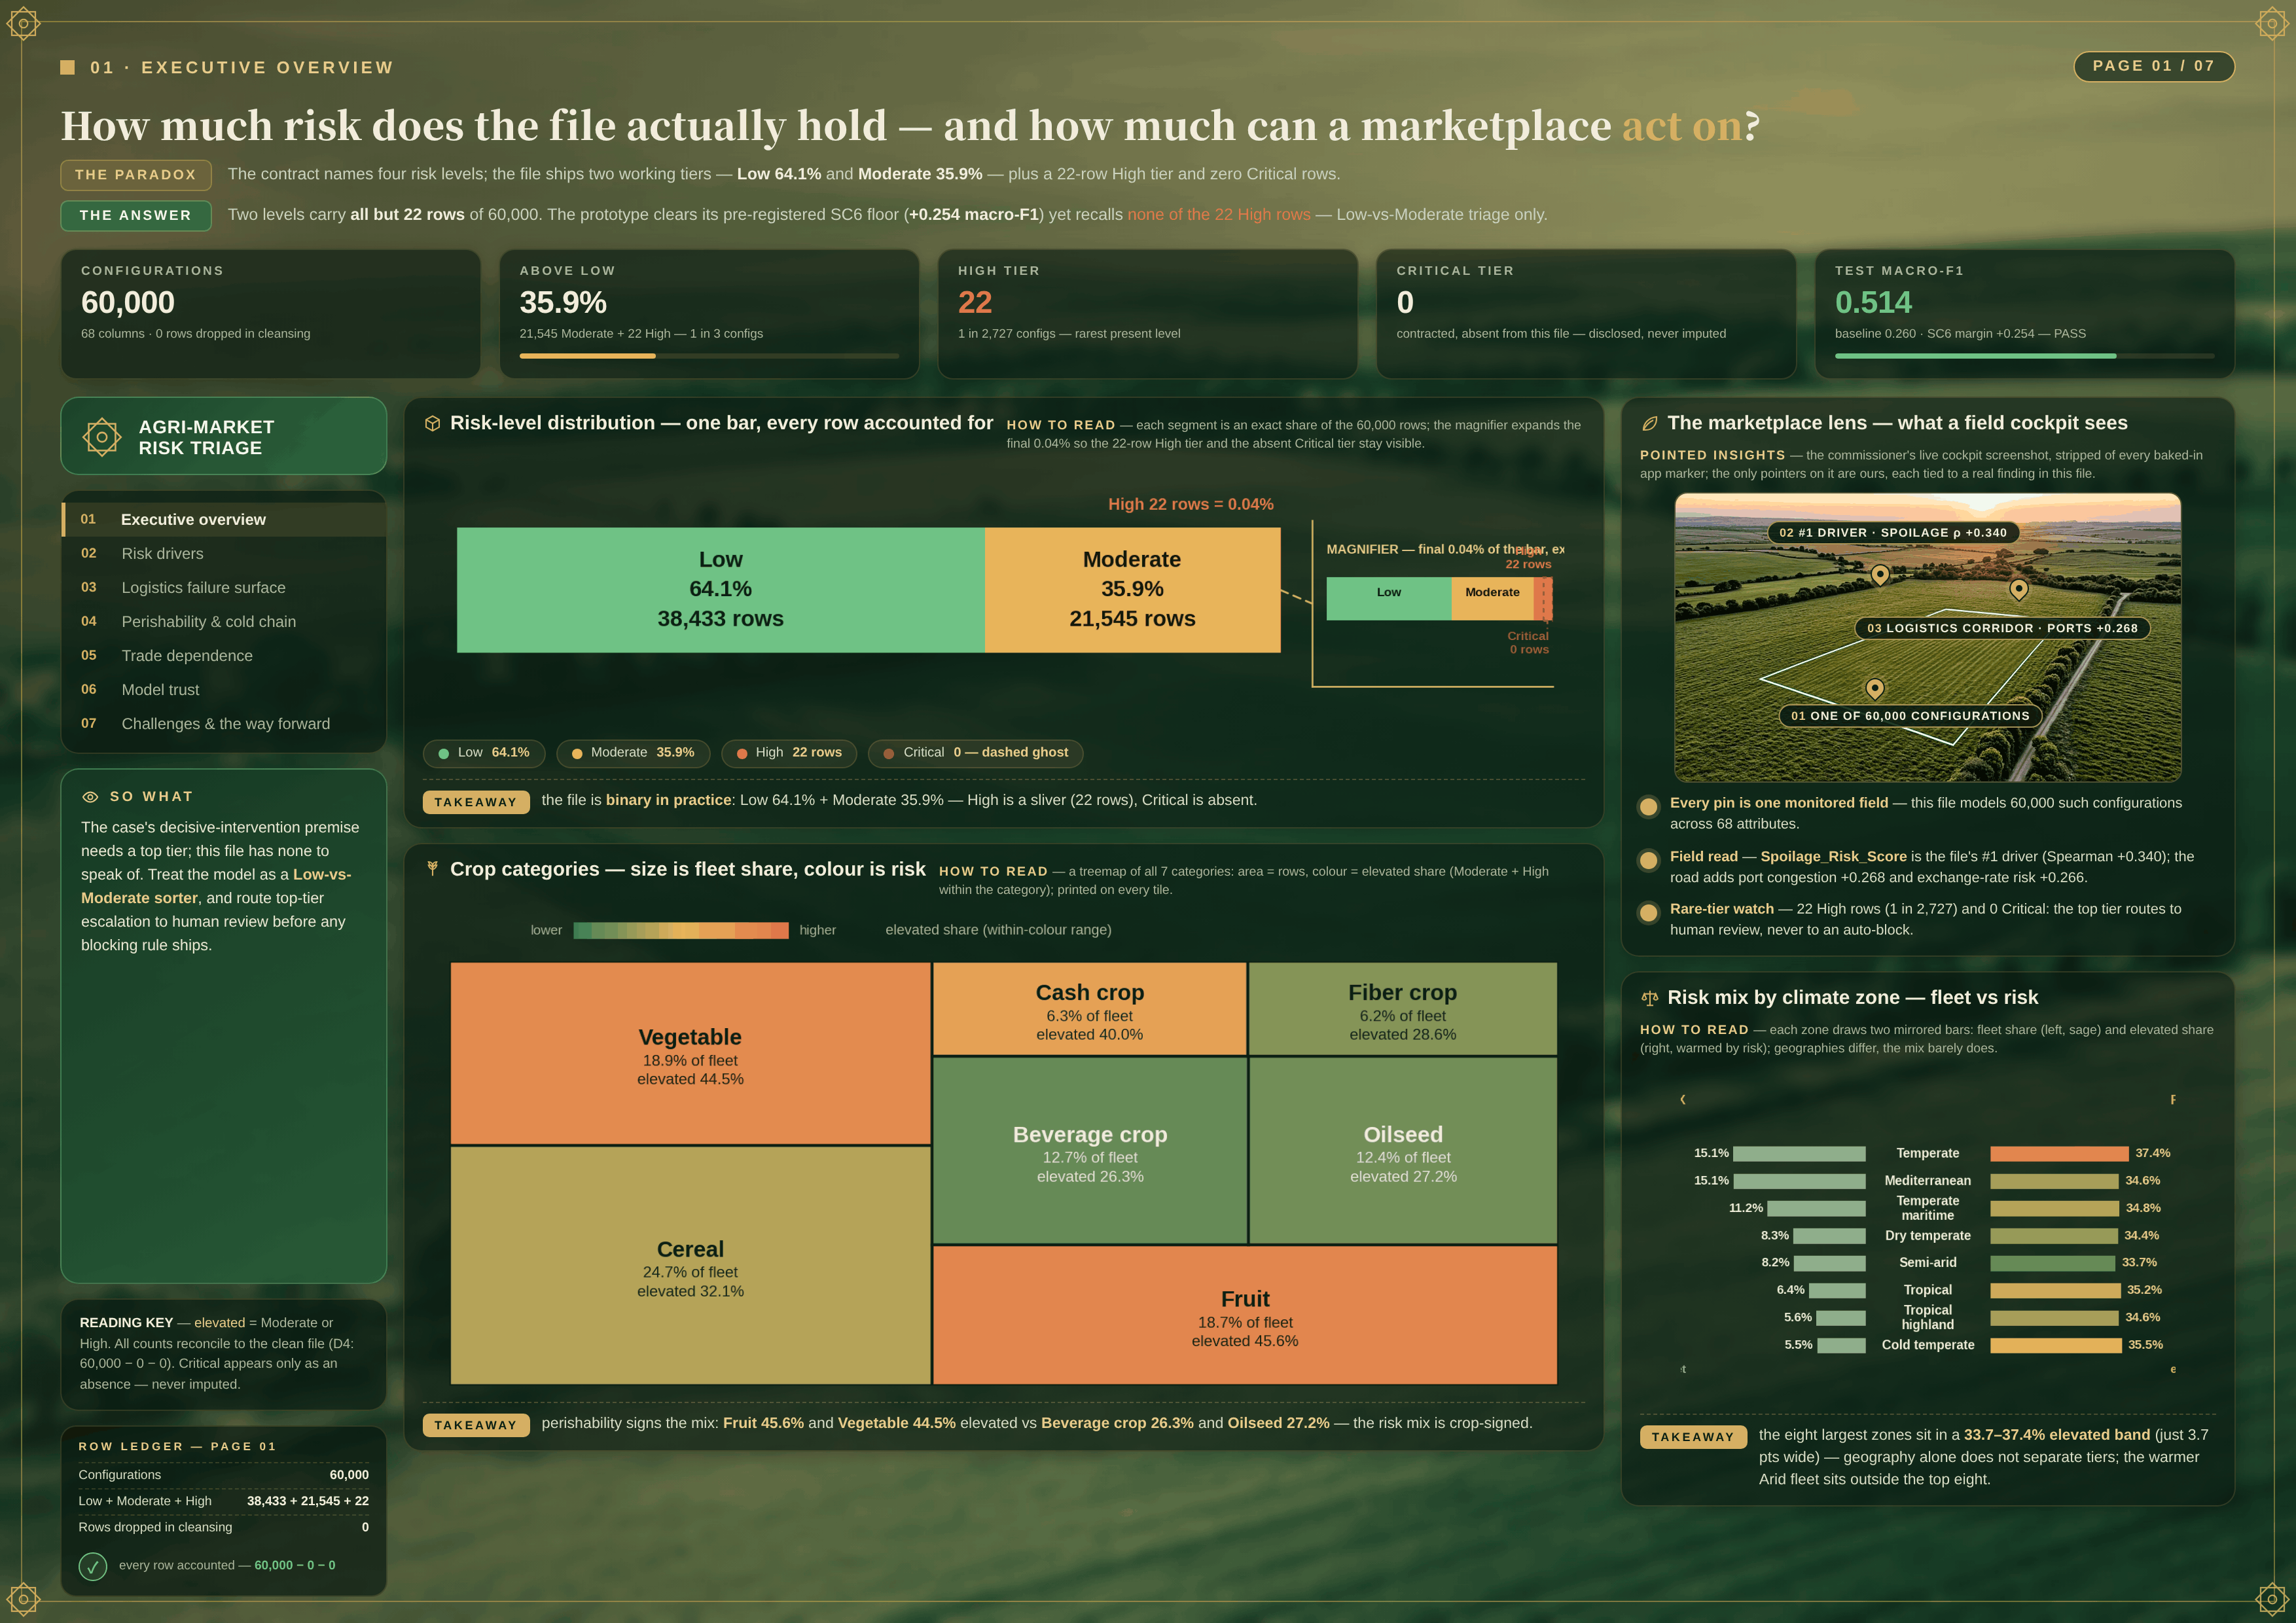 01 · EXECUTIVE OVERVIEW
PAGE 01 / 07
How much risk does the file actually hold — and how much can a marketplace act on?
THE PARADOX
The contract names four risk levels; the file ships two working tiers — Low 64.1% and Moderate 35.9% — plus a 22-row High tier and zero Critical rows.
THE ANSWER
Two levels carry all but 22 rows of 60,000. The prototype clears its pre-registered SC6 floor (+0.254 macro-F1) yet recalls none of the 22 High rows — Low-vs-Moderate triage only.
CONFIGURATIONS
60,000
68 columns · 0 rows dropped in cleansing
ABOVE LOW
35.9%
21,545 Moderate + 22 High — 1 in 3 configs
HIGH TIER
22
1 in 2,727 configs — rarest present level
CRITICAL TIER
0
contracted, absent from this file — disclosed, never imputed
TEST MACRO-F1
0.514
baseline 0.260 · SC6 margin +0.254 — PASS
AGRI-MARKET
RISK TRIAGE
01 Executive overview
02 Risk drivers
03 Logistics failure surface
04 Perishability & cold chain
05 Trade dependence
06 Model trust
07 Challenges & the way forward
SO WHAT
The case's decisive-intervention premise
needs a top tier; this file has none to
speak of. Treat the model as a Low-vs-
Moderate sorter, and route top-tier
escalation to human review before any
blocking rule ships.
READING KEY — elevated = Moderate or
High. All counts reconcile to the clean file (D4:
60,000 − 0 − 0). Critical appears only as an
absence — never imputed.
ROW LEDGER — PAGE 01
Configurations 60,000
Low + Moderate + High 38,433 + 21,545 + 22
Rows dropped in cleansing 0
every row accounted — 60,000 − 0 − 0
Risk-level distribution — one bar, every row accounted for
HOW TO READ — each segment is an exact share of the 60,000 rows; the magnifier expands the
final 0.04% so the 22-row High tier and the absent Critical tier stay visible.
High 22 rows = 0.04%
Low
64.1%
38,433 rows
Moderate
35.9%
21,545 rows
MAGNIFIER — final 0.04% of the bar, ex
High
22 rows
Low
Moderate
Critical
0 rows
Low 64.1%
Moderate 35.9%
High 22 rows
Critical 0 — dashed ghost
TAKEAWAY
the file is binary in practice: Low 64.1% + Moderate 35.9% — High is a sliver (22 rows), Critical is absent.
Crop categories — size is fleet share, colour is risk
HOW TO READ — a treemap of all 7 categories: area = rows, colour = elevated share (Moderate + High
within the category); printed on every tile.
lower
higher
elevated share (within-colour range)
Vegetable
18.9% of fleet
elevated 44.5%
Cash crop
6.3% of fleet
elevated 40.0%
Fiber crop
6.2% of fleet
elevated 28.6%
Beverage crop
12.7% of fleet
elevated 26.3%
Oilseed
12.4% of fleet
elevated 27.2%
Cereal
24.7% of fleet
elevated 32.1%
Fruit
18.7% of fleet
elevated 45.6%
TAKEAWAY
perishability signs the mix: Fruit 45.6% and Vegetable 44.5% elevated vs Beverage crop 26.3% and Oilseed 27.2% — the risk mix is crop-signed.
The marketplace lens — what a field cockpit sees
POINTED INSIGHTS — the commissioner's live cockpit screenshot, stripped of every baked-in
app marker; the only pointers on it are ours, each tied to a real finding in this file.
02 #1 DRIVER · SPOILAGE ρ +0.340
03 LOGISTICS CORRIDOR · PORTS +0.268
01 ONE OF 60,000 CONFIGURATIONS
Every pin is one monitored field — this file models 60,000 such configurations
across 68 attributes.
Field read — Spoilage_Risk_Score is the file's #1 driver (Spearman +0.340); the
road adds port congestion +0.268 and exchange-rate risk +0.266.
Rare-tier watch — 22 High rows (1 in 2,727) and 0 Critical: the top tier routes to
human review, never to an auto-block.
Risk mix by climate zone — fleet vs risk
HOW TO READ — each zone draws two mirrored bars: fleet share (left, sage) and elevated share
(right, warmed by risk); geographies differ, the mix barely does.
15.1% Temperate 37.4%
15.1% Mediterranean 34.6%
11.2% Temperate maritime 34.8%
8.3% Dry temperate 34.4%
8.2% Semi-arid 33.7%
6.4% Tropical 35.2%
5.6% Tropical highland 34.6%
5.5% Cold temperate 35.5%
TAKEAWAY
the eight largest zones sit in a 33.7–37.4% elevated band (just 3.7
pts wide) — geography alone does not separate tiers; the warmer
Arid fleet sits outside the top eight.